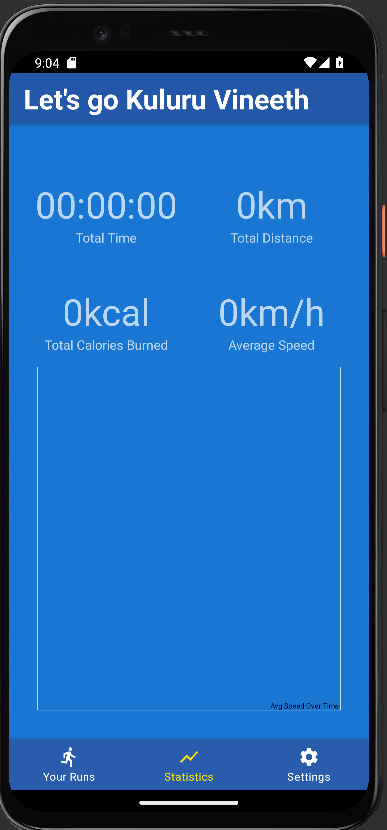 9:04
Let's go Kuluru Vineeth
00:00:00
0km
Total Time
Total Distance
0kcal
0km/h
Total Calories Burned
Average Speed
Avg Speed Over Time
Your Runs
Statistics
Settings